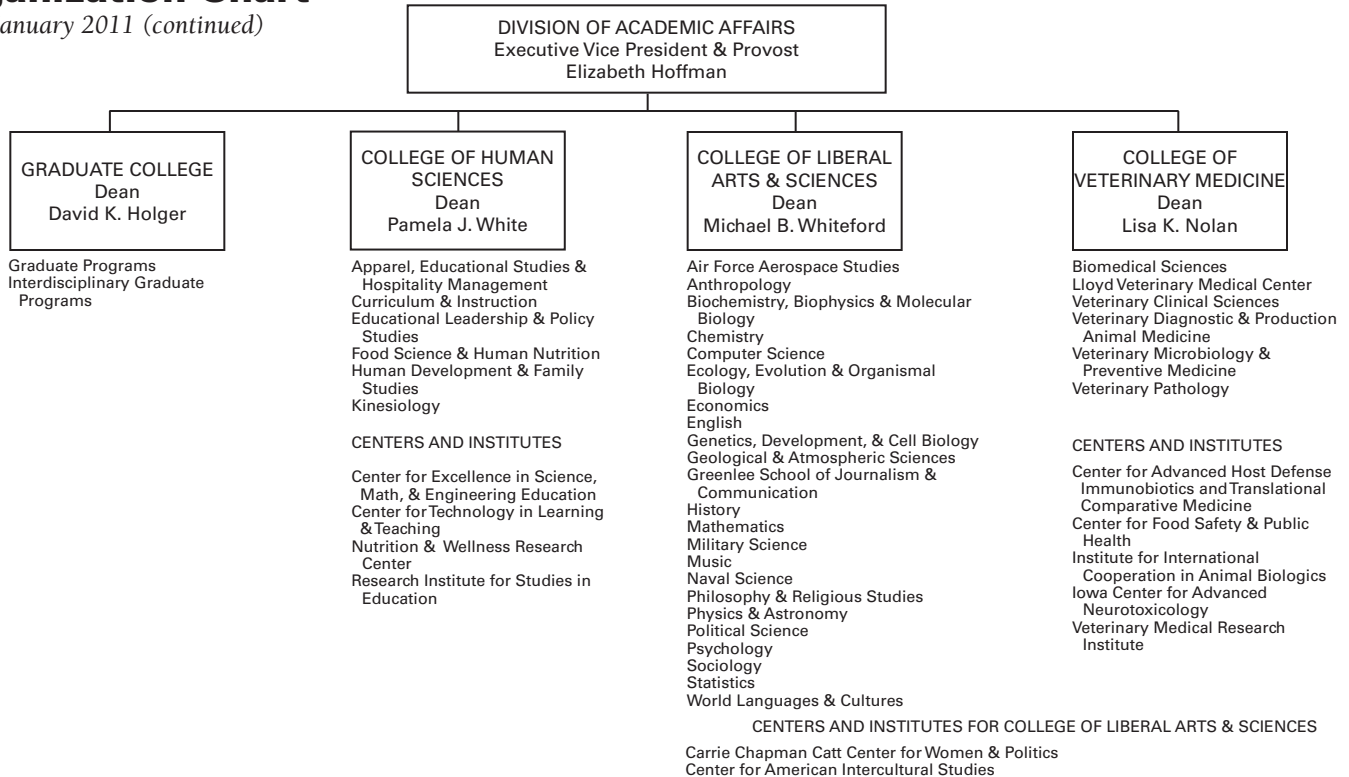 anuary 2011 (continued)
DIVISION OF ACADEMIC AFFAIRS
Executive Vice President & Provost
Elizabeth Hoffman
GRADUATE COLLEGE
Dean
David K. Holger
Graduate Programs
Interdisciplinary Graduate
Programs
COLLEGE OF HUMAN
SCIENCES
Dean
Pamela J. White
Apparel, Educational Studies &
Hospitality Management
Curriculum & Instruction
Educational Leadership & Policy
Studies
Food Science & Human Nutrition
Human Development & Family
Studies
Kinesiology
CENTERS AND INSTITUTES
Center for Excellence in Science,
Math, & Engineering Education
Center for Technology in Learning
& Teaching
Nutrition & Wellness Research
Center
Research Institute for Studies in
Education
COLLEGE OF LIBERAL
ARTS & SCIENCES
Dean
Michael B. Whiteford
Air Force Aerospace Studies
Anthropology
Biochemistry, Biophysics & Molecular
Biology
Chemistry
Computer Science
Ecology, Evolution & Organismal
Biology
Economics
English
Genetics, Development, & Cell Biology
Geological & Atmospheric Sciences
Greenlee School of Journalism &
Communication
History
Mathematics
Military Science
Music
Naval Science
Philosophy & Religious Studies
Physics & Astronomy
Political Science
Psychology
Sociology
Statistics
World Languages & Cultures
CENTERS AND INSTITUTES FOR COLLEGE OF LIBERAL ARTS & SCIENCES
Carrie Chapman Catt Center for Women & Politics
Center for American Intercultural Studies
COLLEGE OF
VETERINARY MEDICINE
Dean
Lisa K. Nolan
Biomedical Sciences
Lloyd Veterinary Medical Center
Veterinary Clinical Sciences
Veterinary Diagnostic & Production
Animal Medicine
Veterinary Microbiology &
Preventive Medicine
Veterinary Pathology
CENTERS AND INSTITUTES
Center for Advanced Host Defense
Immunobiotics and Translational
Comparative Medicine
Center for Food Safety & Public
Health
Institute for International
Cooperation in Animal Biologics
Iowa Center for Advanced
Neurotoxicology
Veterinary Medical Research
Institute